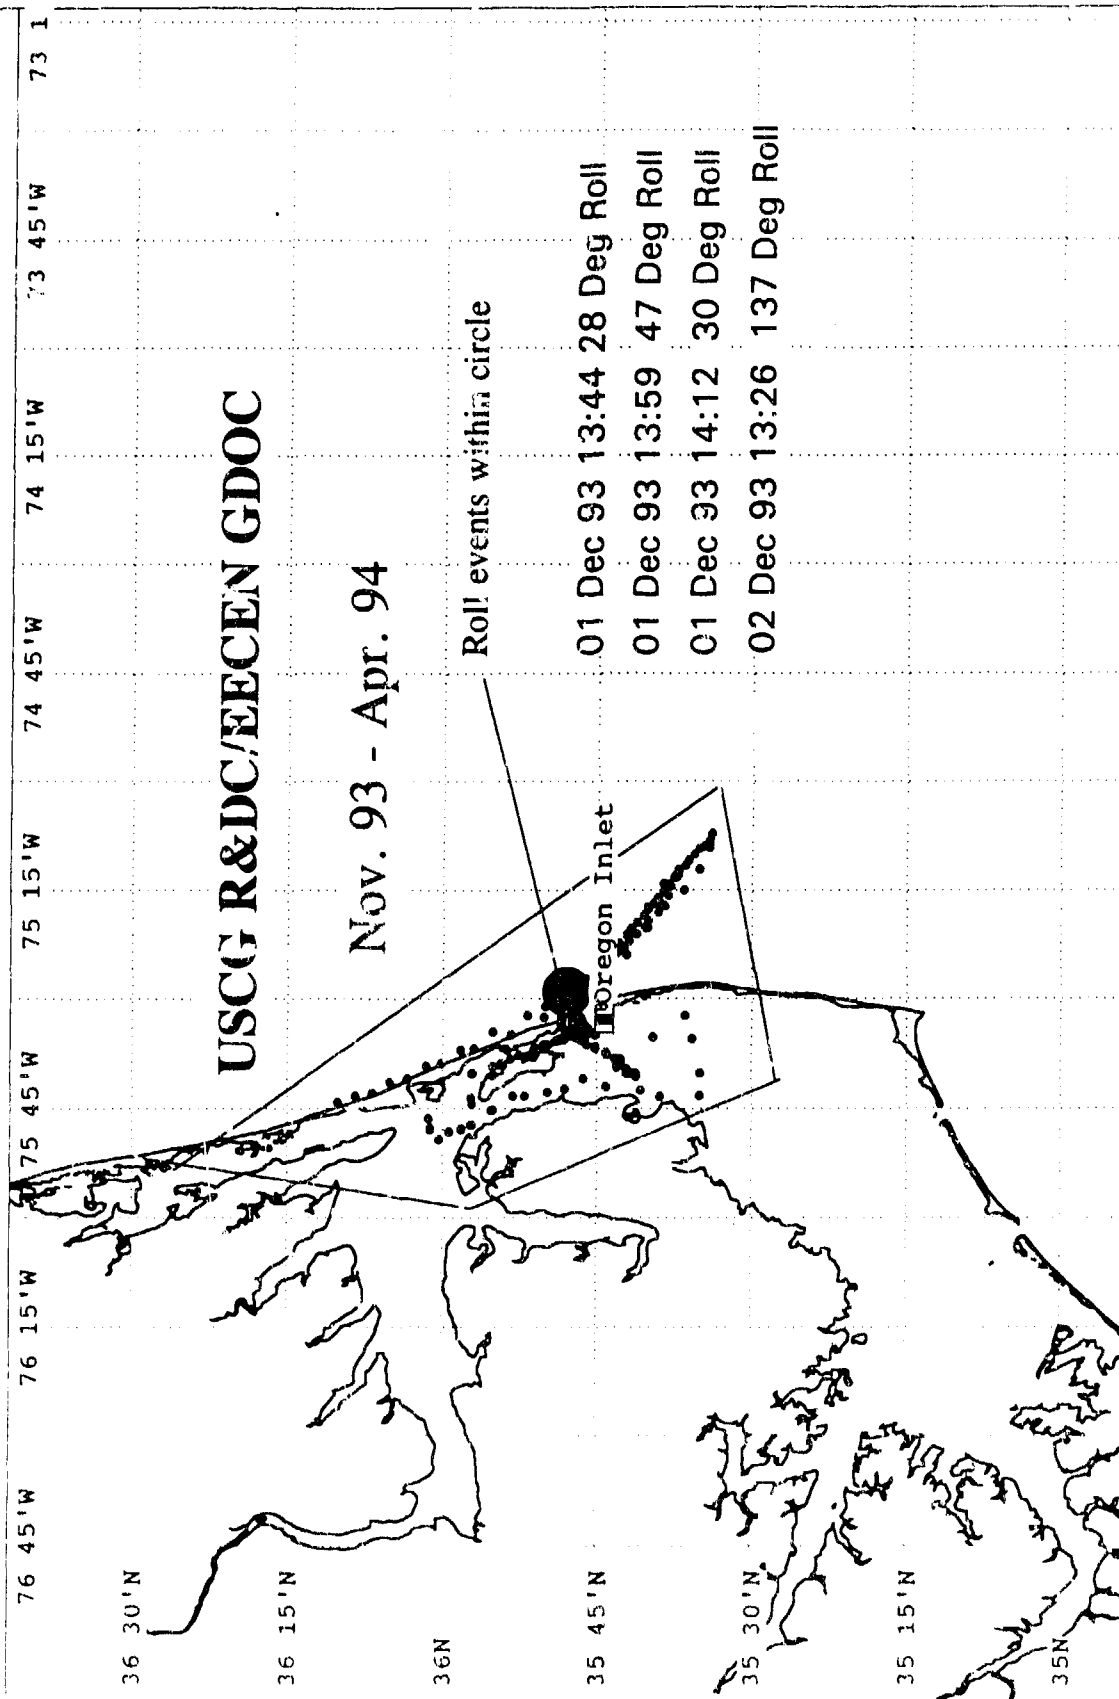 76 45'W
76 15'W
75 45'W
75 15'W
74 45'W
74 15'W
73 45'W
73 1
36 30'N
36 15'N
36N
35 45'N
35 30'N
35 15'N
35N
USCG R&DC/EECEN GDOC
Nov. 93 - Apr. 94
Roll events within circle
01 Dec 93 13:44 28 Deg Roll
01 Dec 93 13:59 47 Deg Roll
01 Dec 93 14:12 30 Deg Roll
02 Dec 93 13:26 137 Deg Roll
Oregon Inlet